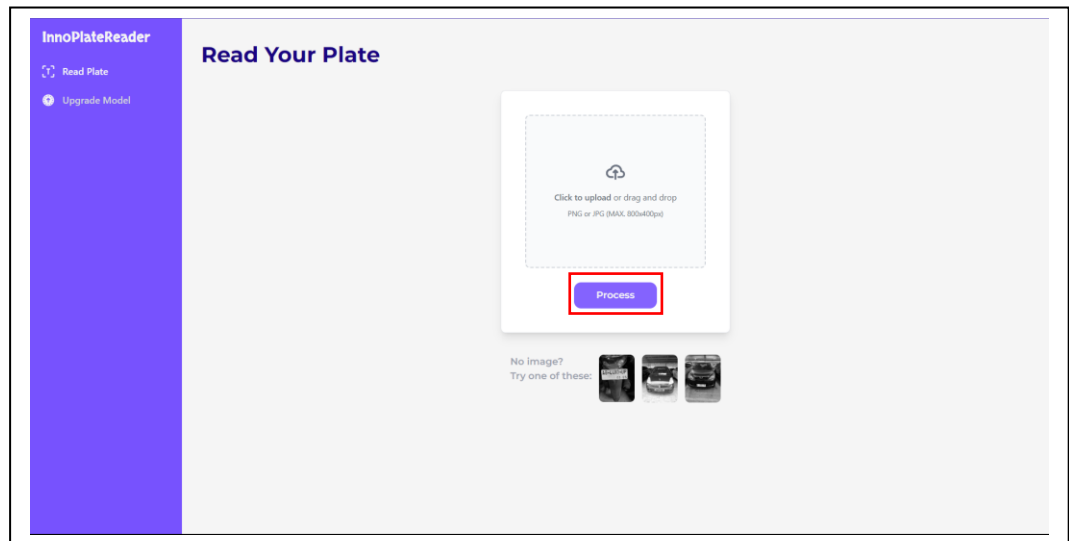 InnoPlateReader
Read Plate
Upgrade Model
Read Your Plate
Click to upload or drag and drop
PNG or JPG (MAX. 800x400px)
Process
No image?
Try one of these: